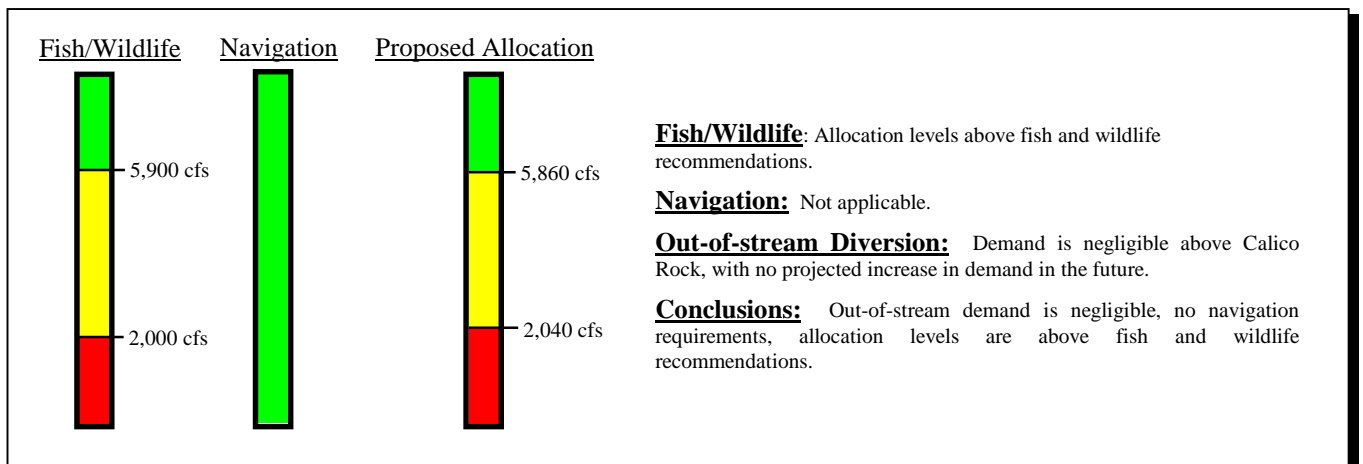 Fish/Wildlife Navigation Proposed Allocation
5,900 cfs
5,860 cfs
2,000 cfs
2,040 cfs
Fish/Wildlife: Allocation levels above fish and wildlife
recommendations.
Navigation: Not applicable.
Out-of-stream Diversion: Demand is negligible above Calico
Rock, with no projected increase in demand in the future.
Conclusions: Out-of-stream demand is negligible, no navigation
requirements, allocation levels are above fish and wildlife
recommendations.